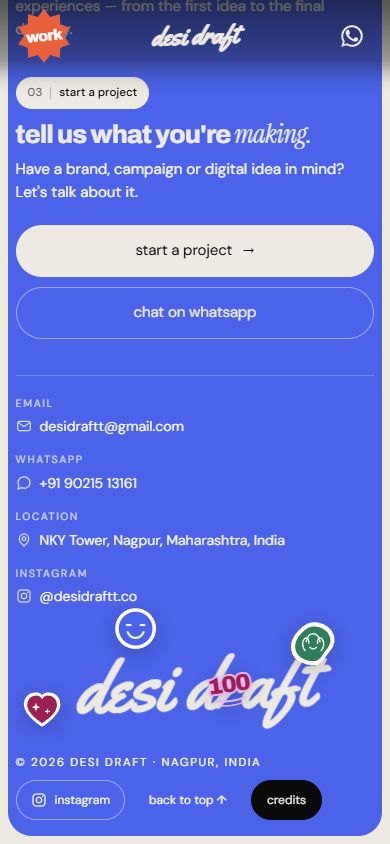 experiences — from the first idea to the final
work
desi draft
03 | start a project
tell us what you're making.
Have a brand, campaign or digital idea in mind?
Let's talk about it.
start a project →
chat on whatsapp
EMAIL
desidraftt@gmail.com
WHATSAPP
+91 90215 13161
LOCATION
NKY Tower, Nagpur, Maharashtra, India
INSTAGRAM
@desidraftt.co
desi draft
100
© 2026 DESI DRAFT · NAGPUR, INDIA
instagram
back to top ↑
credits